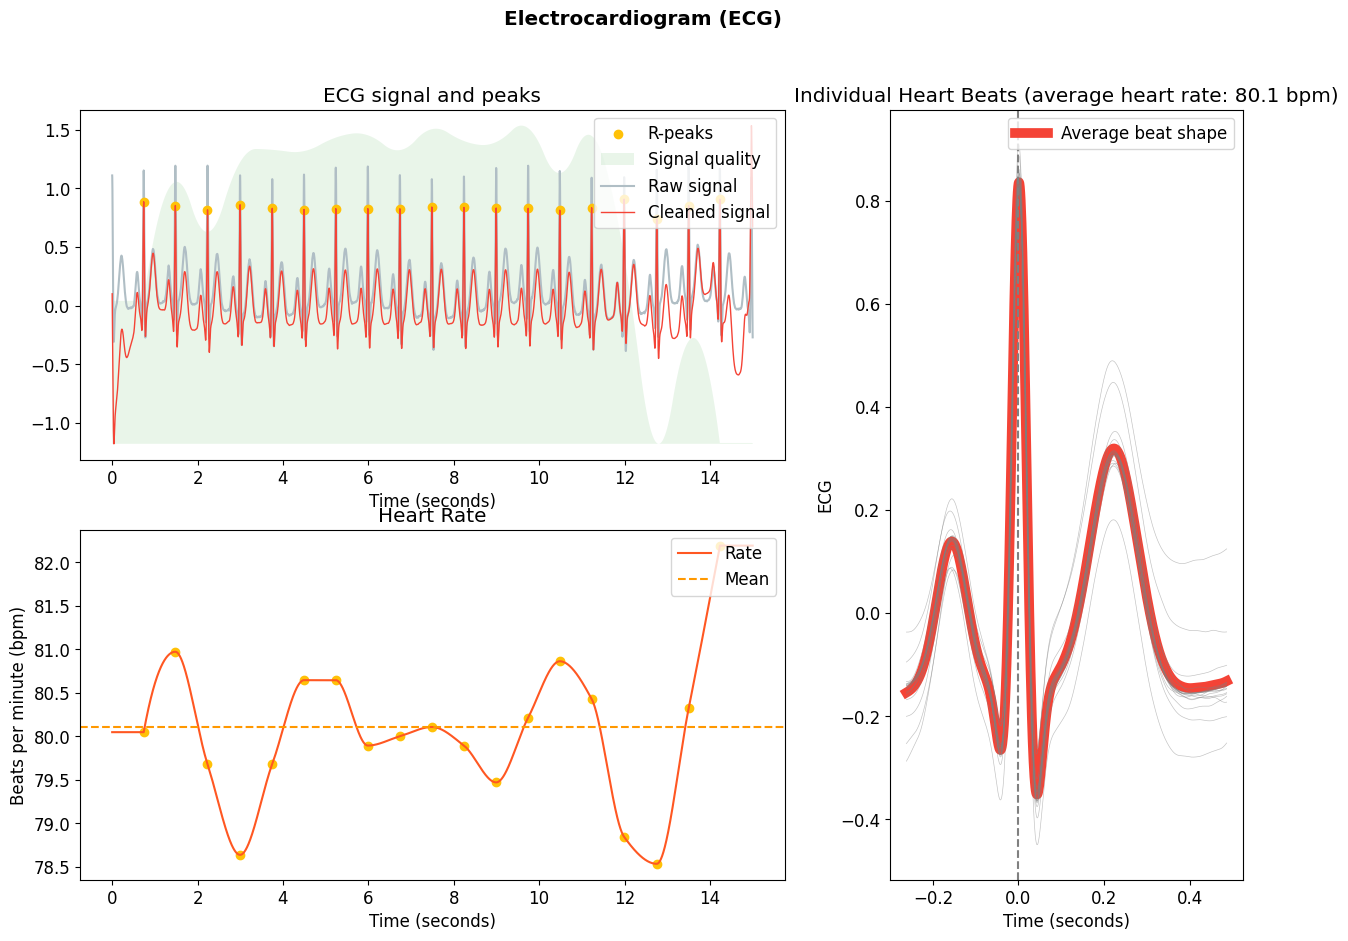 Electrocardiogram (ECG)
ECG signal and peaks
1.5
1.0
0.5
0.0
−0.5
−1.0
R-peaks
Signal quality
Raw signal
Cleaned signal
0 2 4 6 8 10 12 14
Time (seconds)
Heart Rate
Beats per minute (bpm)
82.0
81.5
81.0
80.5
80.0
79.5
79.0
78.5
Rate
Mean
0 2 4 6 8 10 12 14
Time (seconds)
Individual Heart Beats (average heart rate: 80.1 bpm)
Average beat shape
ECG
0.8
0.6
0.4
0.2
0.0
−0.2
−0.4
−0.2 0.0 0.2 0.4
Time (seconds)